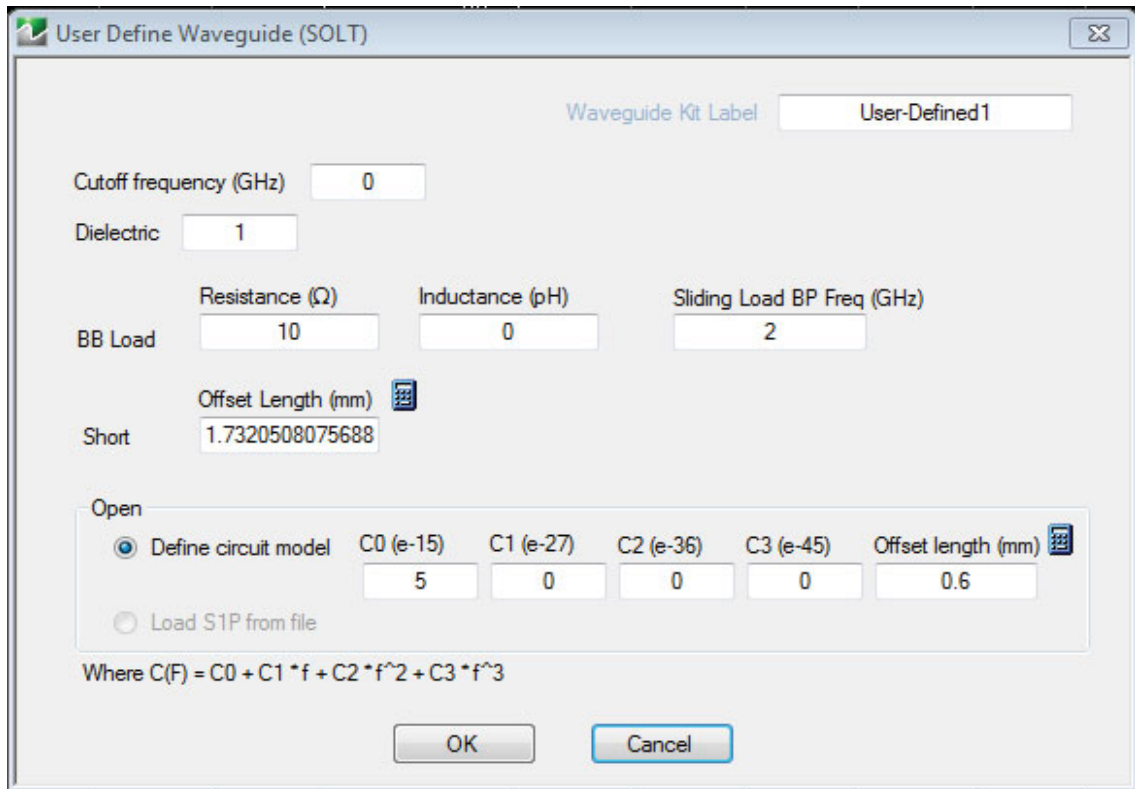 User Define Waveguide (SOLT)
Waveguide Kit Label User-Defined1
Cutoff frequency (GHz) 0
Dielectric 1
Resistance (Ω) Inductance (pH) Sliding Load BP Freq (GHz)
BB Load 10 0 2
Offset Length (mm)
Short 1.7320508075688
Open
Define circuit model C0 (e-15) C1 (e-27) C2 (e-36) C3 (e-45) Offset length (mm)
5 0 0 0 0.6
Load S1P from file
Where C(F) = C0 + C1 * f + C2 * f^2 + C3 * f^3
OK Cancel